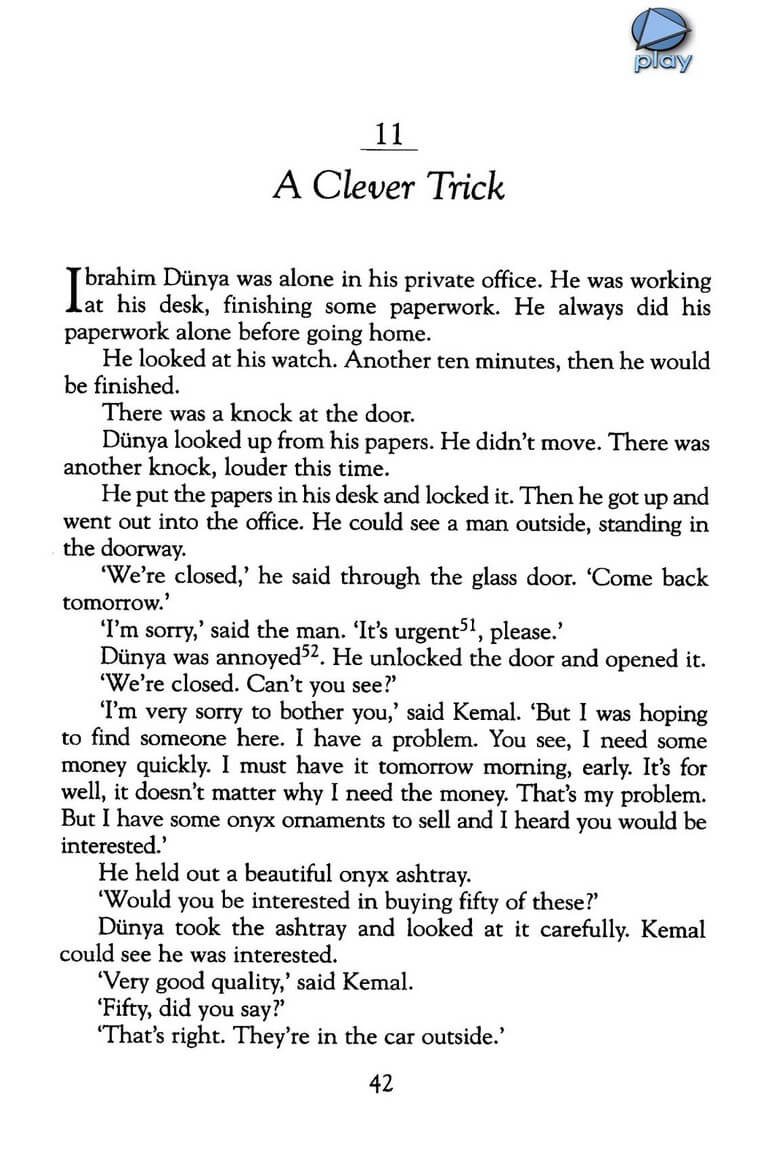 play
11
A Clever Trick
Ibrahim Dünya was alone in his private office. He was working
at his desk, finishing some paperwork. He always did his
paperwork alone before going home.
He looked at his watch. Another ten minutes, then he would
be finished.
There was a knock at the door.
Dünya looked up from his papers. He didn't move. There was
another knock, louder this time.
He put the papers in his desk and locked it. Then he got up and
went out into the office. He could see a man outside, standing in
the doorway.
‘We're closed,’ he said through the glass door. ‘Come back
tomorrow.’
‘I'm sorry,’ said the man. ‘It's urgent51, please.’
Dünya was annoyed52. He unlocked the door and opened it.
‘We're closed. Can't you see?’
‘I'm very sorry to bother you,’ said Kemal. ‘But I was hoping
to find someone here. I have a problem. You see, I need some
money quickly. I must have it tomorrow morning, early. It's for
well, it doesn't matter why I need the money. That's my problem.
But I have some onyx ornaments to sell and I heard you would be
interested.’
He held out a beautiful onyx ashtray.
‘Would you be interested in buying fifty of these?’
Dünya took the ashtray and looked at it carefully. Kemal
could see he was interested.
‘Very good quality,’ said Kemal.
‘Fifty, did you say?’
‘That's right. They're in the car outside.’
42